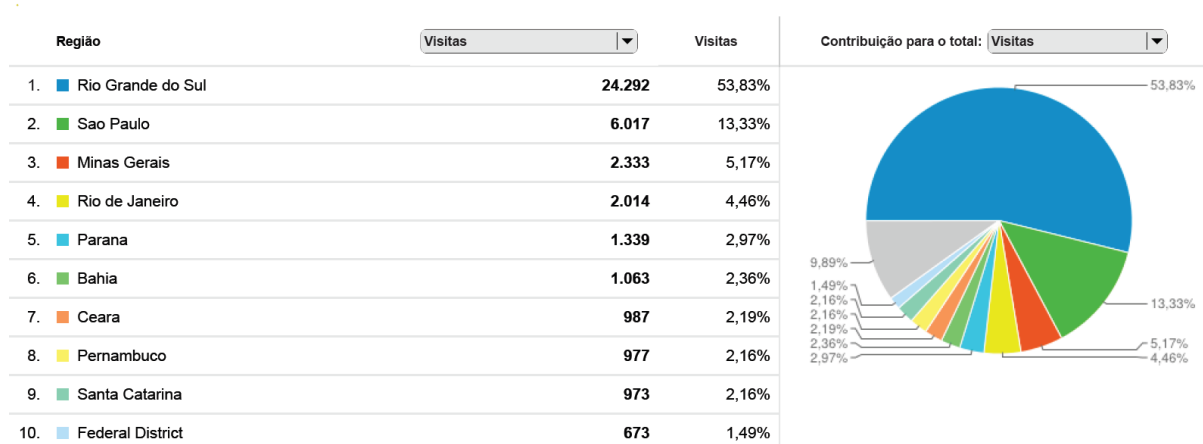 Região Visitas Visitas Contribuição para o total: Visitas
1. Rio Grande do Sul 24.292 53,83%
2. Sao Paulo 6.017 13,33%
3. Minas Gerais 2.333 5,17%
4. Rio de Janeiro 2.014 4,46%
5. Parana 1.339 2,97%
6. Bahia 1.063 2,36%
7. Ceara 987 2,19%
8. Pernambuco 977 2,16%
9. Santa Catarina 973 2,16%
10. Federal District 673 1,49%
53,83%
9,89%
1,49%
2,16%
2,16%
2,19%
2,36%
2,97%
13,33%
5,17%
4,46%